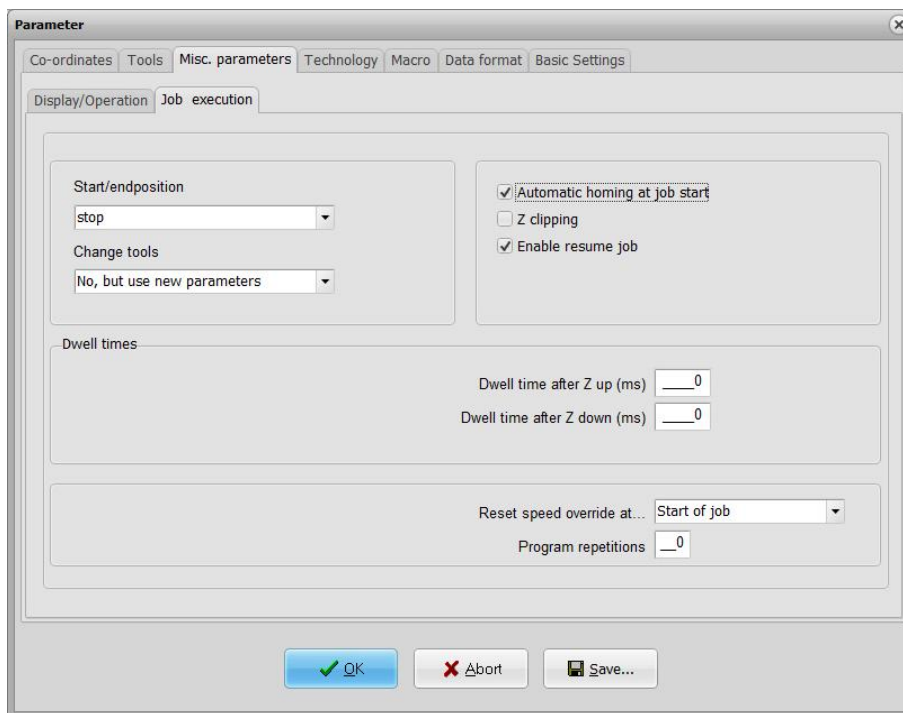 Parameter
Co-ordinates Tools Misc. parameters Technology Macro Data format Basic Settings
Display/Operation Job execution
Start/endposition
stop
Change tools
No, but use new parameters
Automatic homing at job start
Z clipping
Enable resume job
Dwell times
Dwell time after Z up (ms) ____0
Dwell time after Z down (ms) ____0
Reset speed override at... Start of job
Program repetitions __0
OK Abort Save...